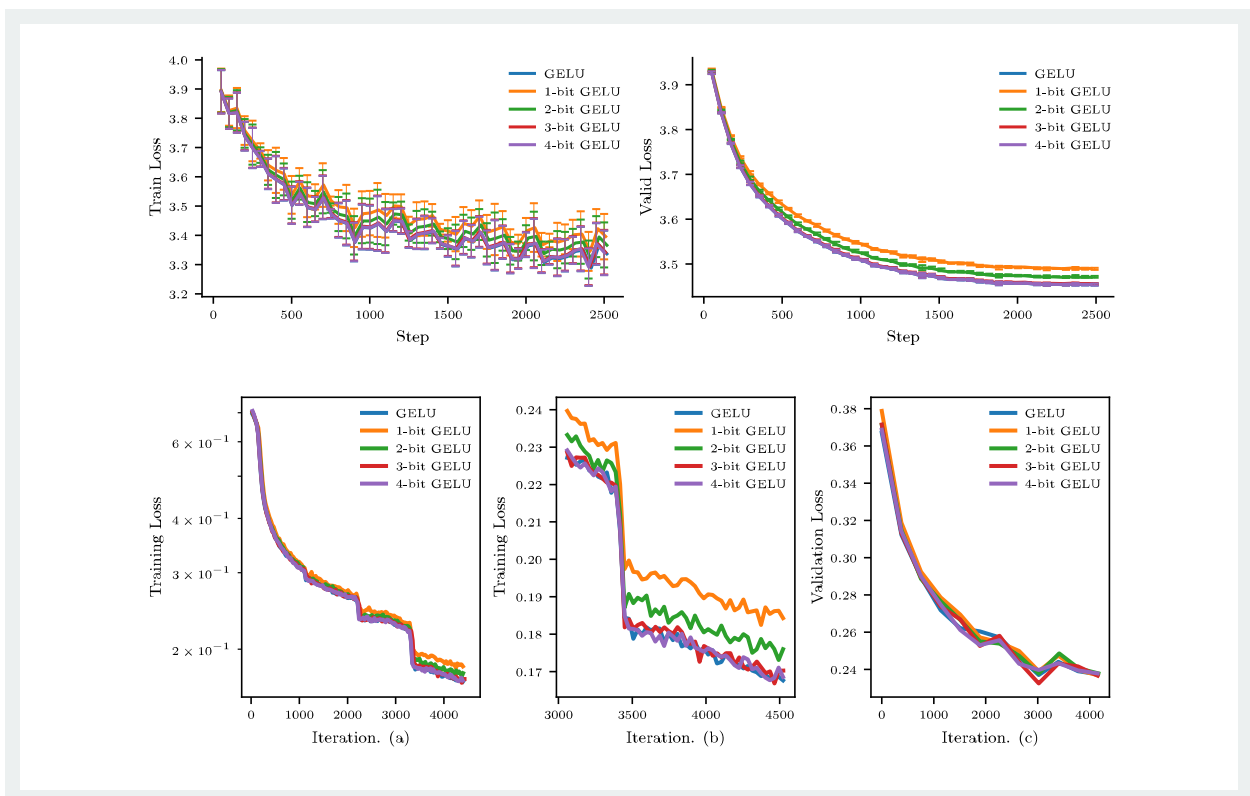 4.0
3.9
3.8
3.7
3.6
3.5
3.4
3.3
3.2
Train Loss
GELU
1-bit GELU
2-bit GELU
3-bit GELU
4-bit GELU
0
500
1000
1500
2000
2500
Step
3.9
3.8
3.7
3.6
3.5
Valid Loss
GELU
1-bit GELU
2-bit GELU
3-bit GELU
4-bit GELU
0
500
1000
1500
2000
2500
Step
6 × 10⁻¹
4 × 10⁻¹
3 × 10⁻¹
2 × 10⁻¹
Training Loss
GELU
1-bit GELU
2-bit GELU
3-bit GELU
4-bit GELU
0
1000
2000
3000
4000
Iteration. (a)
0.24
0.23
0.22
0.21
0.20
0.19
0.18
0.17
Training Loss
GELU
1-bit GELU
2-bit GELU
3-bit GELU
4-bit GELU
3000
3500
4000
4500
Iteration. (b)
0.38
0.36
0.34
0.32
0.30
0.28
0.26
0.24
Validation Loss
GELU
1-bit GELU
2-bit GELU
3-bit GELU
4-bit GELU
0
1000
2000
3000
4000
Iteration. (c)